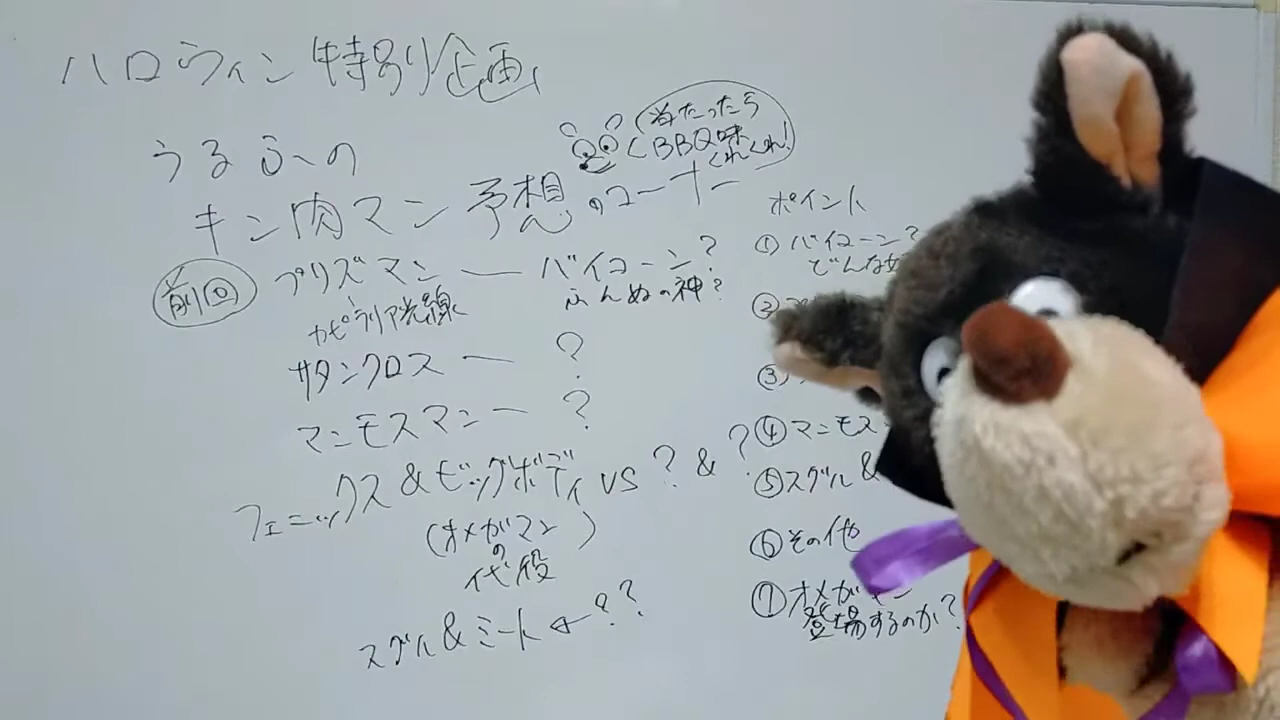 ハロウィン特別企画
うるふの
キン肉マン予想のコーナー
当たったら
BBQ味
くれくれ!
前回
プリズマン ー バイコーン?
カピラリア光線
ふんぬの神?
サタンクロス ー ?
マンモスマン ー ?
フェニックス&ビッグボディ vs ?&?
(オメガマン
の
代役)
スグル&ミート ← ??
ポイント
① バイコーン?
どんな
②
③
④ マンモス
⑤ スグル &
⑥ その他
⑦ オメガマン
登場するのか?